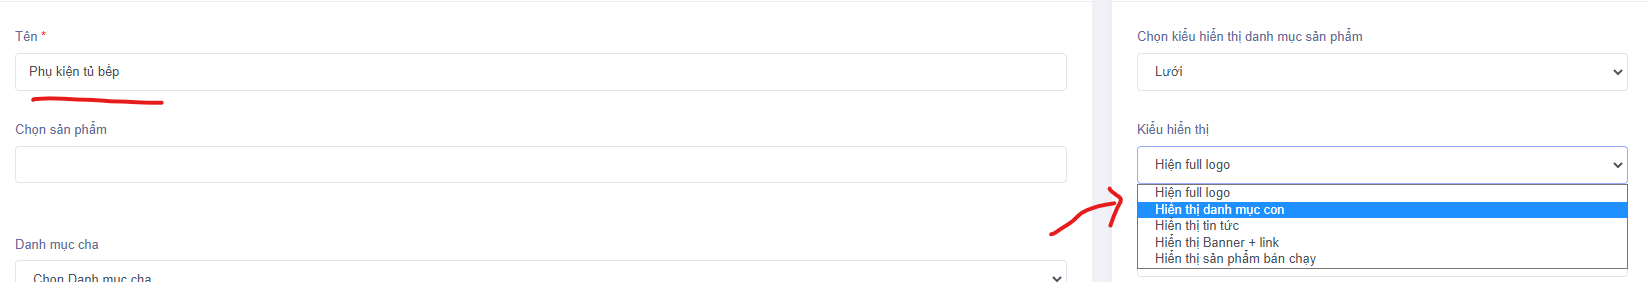 Tên *
Phụ kiện tủ bếp
Chọn sản phẩm
Danh mục cha
Chọn Danh mục cha
Chọn kiểu hiển thị danh mục sản phẩm
Lưới
Kiểu hiển thị
Hiện full logo
Hiện full logo
Hiển thị danh mục con
Hiển thị tin tức
Hiển thị Banner + link
Hiển thị sản phẩm bán chạy